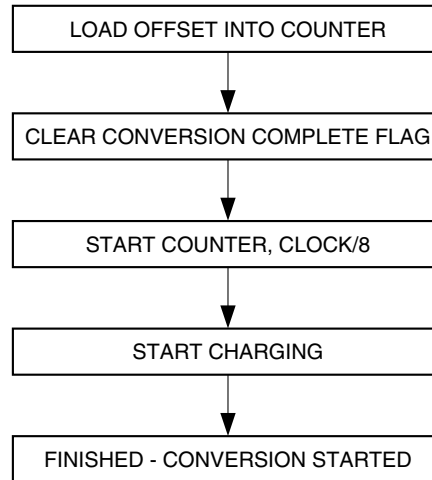 LOAD OFFSET INTO COUNTER
CLEAR CONVERSION COMPLETE FLAG
START COUNTER, CLOCK/8
START CHARGING
FINISHED - CONVERSION STARTED